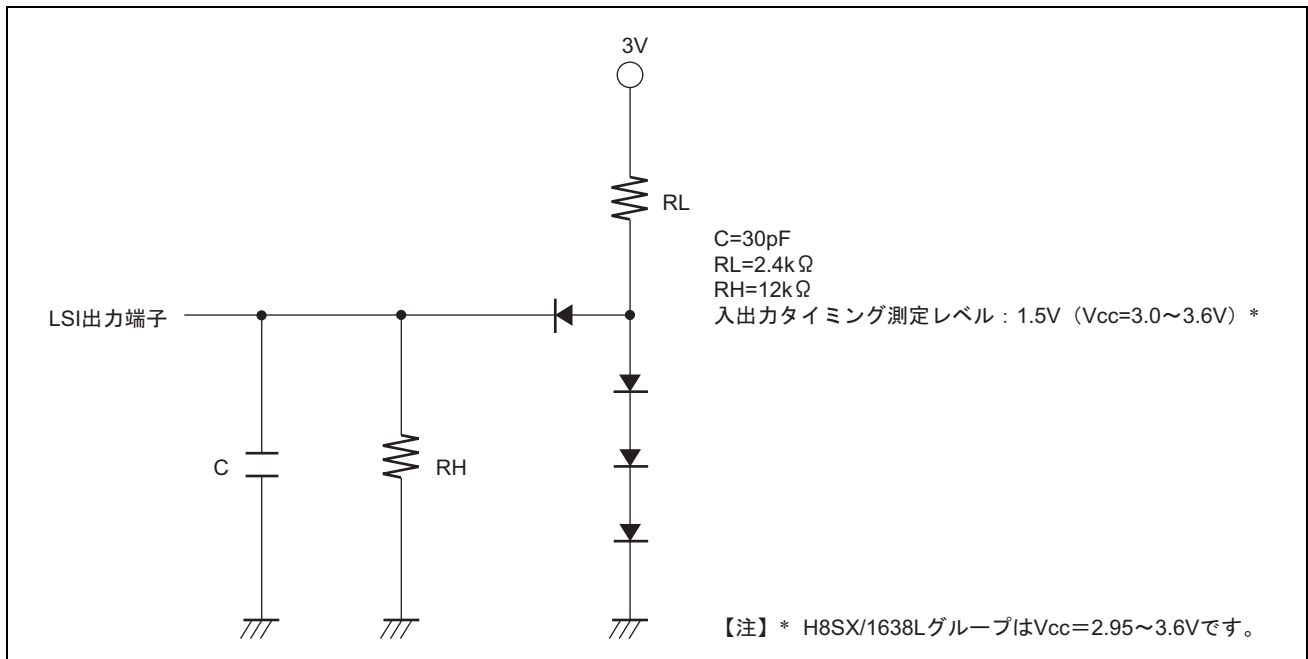 3V
RL
C=30pF
RL=2.4kΩ
RH=12kΩ
入出力タイミング測定レベル：1.5V（Vcc=3.0～3.6V）*
LSI出力端子
C
RH
【注】* H8SX/1638LグループはVcc＝2.95～3.6Vです。